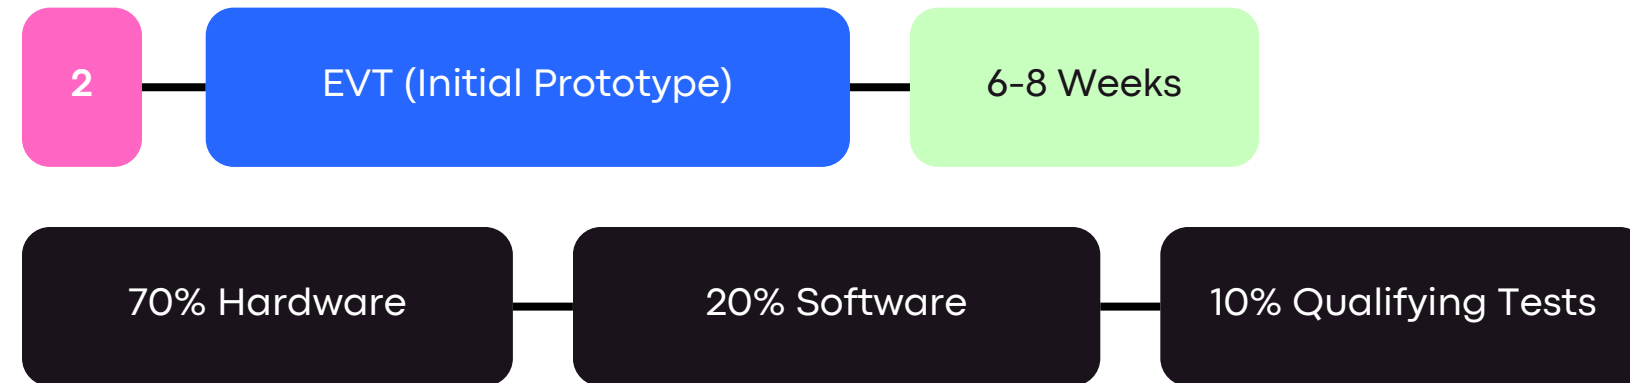 2
EVT (Initial Prototype)
6-8 Weeks
70% Hardware
20% Software
10% Qualifying Tests